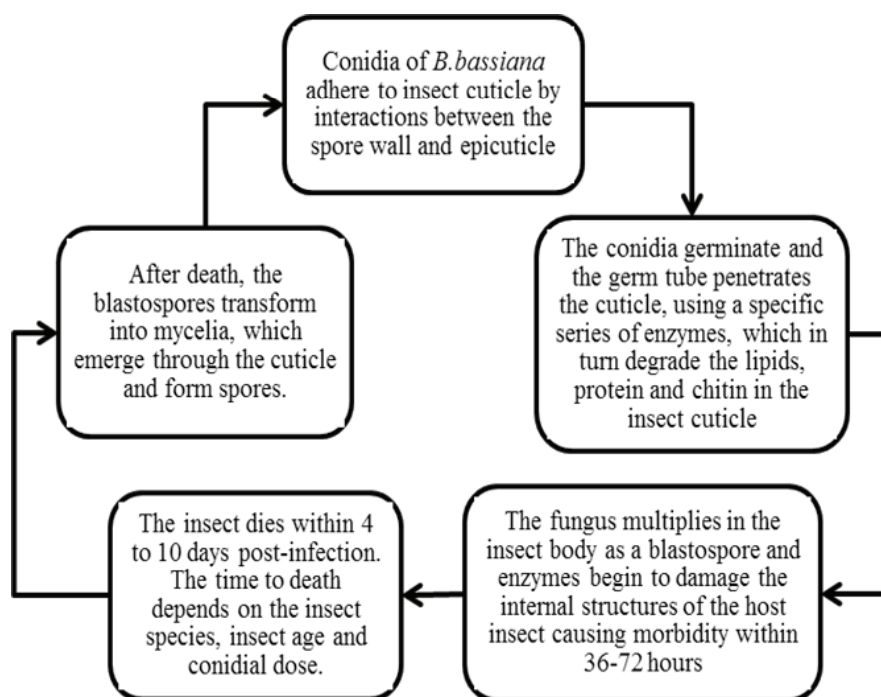 Conidia of B.bassiana
adhere to insect cuticle by
interactions between the
spore wall and epicuticle
The conidia germinate and
the germ tube penetrates
the cuticle, using a specific
series of enzymes, which in
turn degrade the lipids,
protein and chitin in the
insect cuticle
The fungus multiplies in the
insect body as a blastospore and
enzymes begin to damage the
internal structures of the host
insect causing morbidity within
36-72 hours
The insect dies within 4
to 10 days post-infection.
The time to death
depends on the insect
species, insect age and
conidial dose.
After death, the
blastospores transform
into mycelia, which
emerge through the cuticle
and form spores.